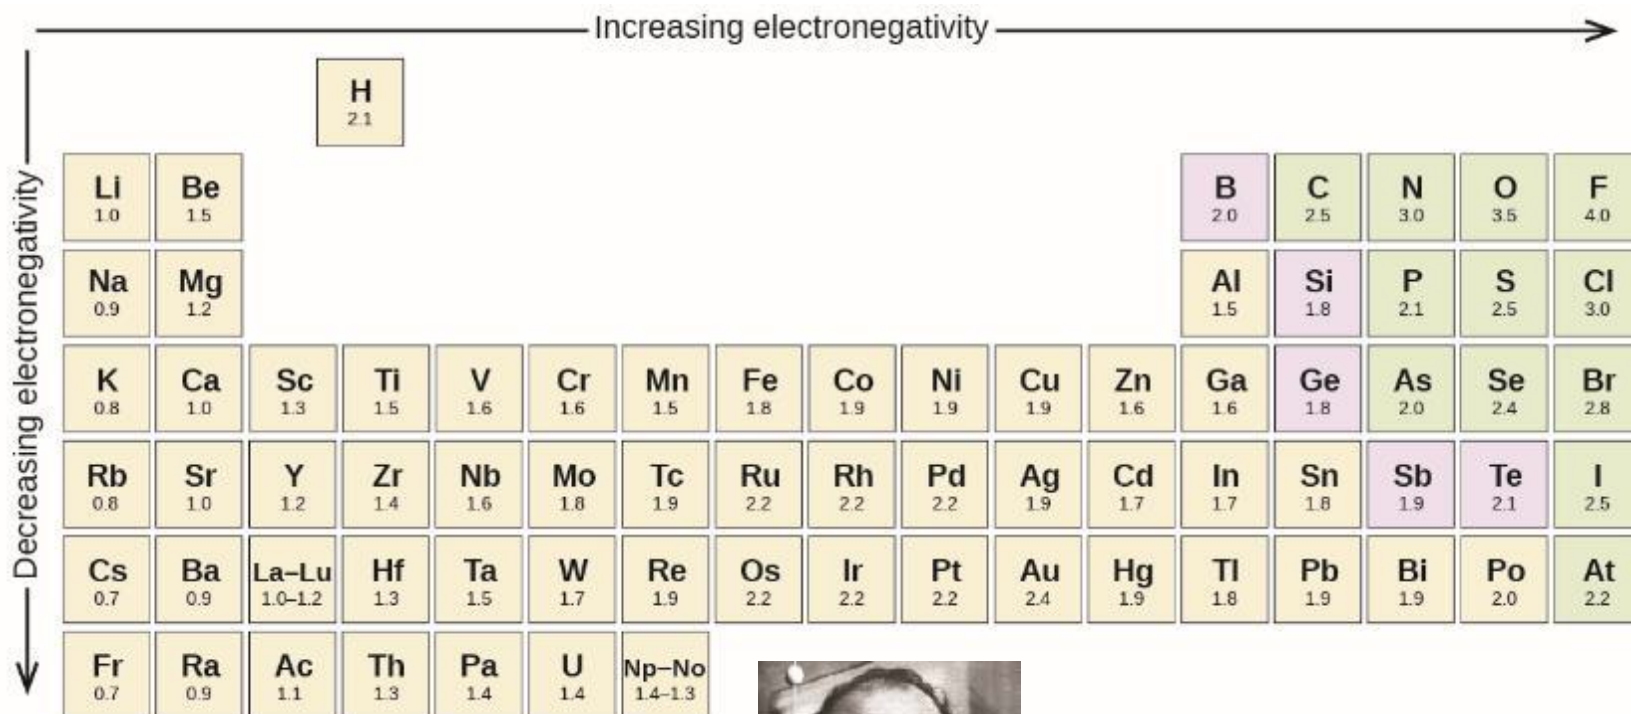 Increasing electronegativity
Decreasing electronegativity
H
2.1
Li Be B C N O F
1.0 1.5 2.0 2.5 3.0 3.5 4.0
Na Mg Al Si P S Cl
0.9 1.2 1.5 1.8 2.1 2.5 3.0
K Ca Sc Ti V Cr Mn Fe Co Ni Cu Zn Ga Ge As Se Br
0.8 1.0 1.3 1.5 1.6 1.6 1.5 1.8 1.9 1.9 1.9 1.6 1.6 1.8 2.0 2.4 2.8
Rb Sr Y Zr Nb Mo Tc Ru Rh Pd Ag Cd In Sn Sb Te I
0.8 1.0 1.2 1.4 1.6 1.8 1.9 2.2 2.2 2.2 1.9 1.7 1.7 1.8 1.9 2.1 2.5
Cs Ba La–Lu Hf Ta W Re Os Ir Pt Au Hg Tl Pb Bi Po At
0.7 0.9 1.0–1.2 1.3 1.5 1.7 1.9 2.2 2.2 2.2 2.4 1.9 1.8 1.9 1.9 2.0 2.2
Fr Ra Ac Th Pa U Np–No
0.7 0.9 1.1 1.3 1.4 1.4 1.4–1.3